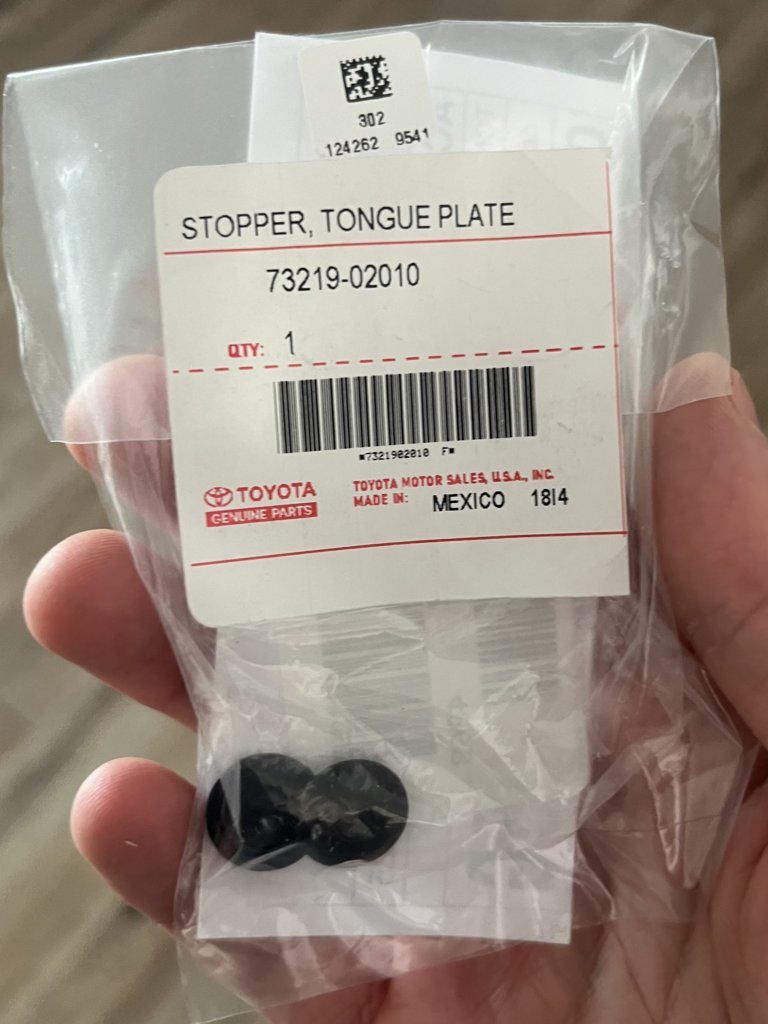 302
124262 9541
STOPPER, TONGUE PLATE
73219-02010
QTY: 1
*7321902010 F*
TOYOTA
GENUINE PARTS
TOYOTA MOTOR SALES, U.S.A., INC.
MADE IN: MEXICO 18I4